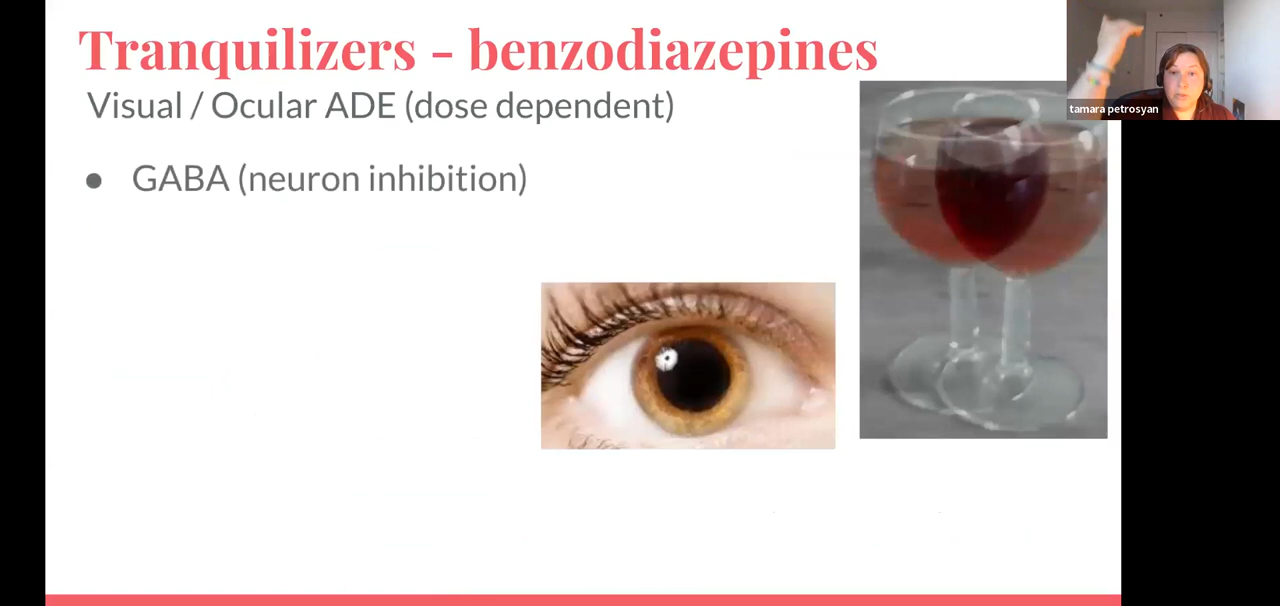 Tranquilizers - benzodiazepines
Visual / Ocular ADE (dose dependent)
● GABA (neuron inhibition)
tamara petrosyan